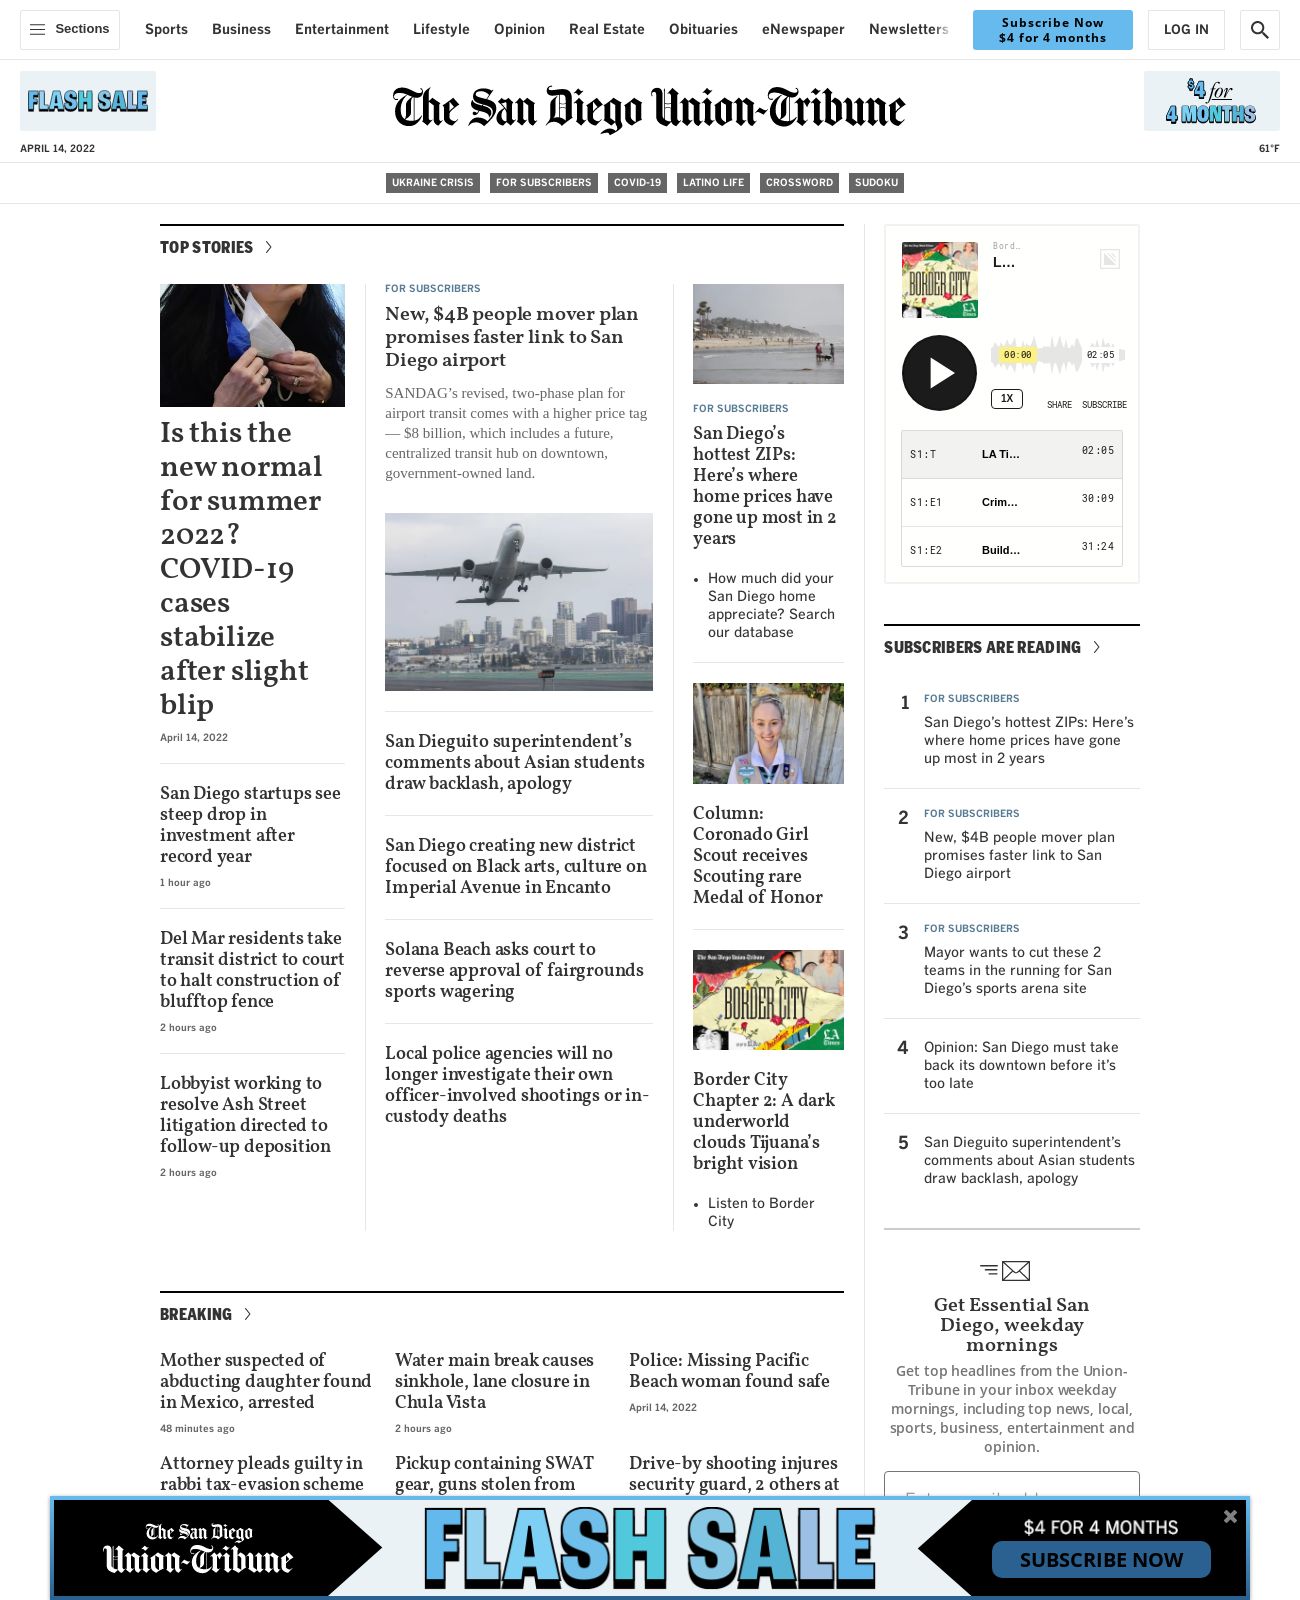 Sections
Sports
Business
Entertainment
Lifestyle
Opinion
Real Estate
Obituaries
eNewspaper
Newsletters
Subscribe Now
$4 for 4 months
LOG IN
FLASH SALE
The San Diego Union-Tribune
$4 for
4 MONTHS
APRIL 14, 2022
61°F
UKRAINE CRISIS
FOR SUBSCRIBERS
COVID-19
LATINO LIFE
CROSSWORD
SUDOKU
TOP STORIES
Is this the
new normal
for summer
2022?
COVID-19
cases
stabilize
after slight
blip
April 14, 2022
San Diego startups see
steep drop in
investment after
record year
1 hour ago
Del Mar residents take
transit district to court
to halt construction of
blufftop fence
2 hours ago
Lobbyist working to
resolve Ash Street
litigation directed to
follow-up deposition
2 hours ago
FOR SUBSCRIBERS
New, $4B people mover plan
promises faster link to San
Diego airport
SANDAG’s revised, two-phase plan for
airport transit comes with a higher price tag
— $8 billion, which includes a future,
centralized transit hub on downtown,
government-owned land.
San Dieguito superintendent’s
comments about Asian students
draw backlash, apology
San Diego creating new district
focused on Black arts, culture on
Imperial Avenue in Encanto
Solana Beach asks court to
reverse approval of fairgrounds
sports wagering
Local police agencies will no
longer investigate their own
officer-involved shootings or in-
custody deaths
FOR SUBSCRIBERS
San Diego’s
hottest ZIPs:
Here’s where
home prices have
gone up most in 2
years
• How much did your
San Diego home
appreciate? Search
our database
Column:
Coronado Girl
Scout receives
Scouting rare
Medal of Honor
The San Diego Union-Tribune
BORDER CITY
LA
Times
Border City
Chapter 2: A dark
underworld
clouds Tijuana’s
bright vision
• Listen to Border
City
BORDER CITY
LA
Times
Bord…
L…
00:00
02:05
1X
SHARE
SUBSCRIBE
S1:T
LA Ti…
02:05
S1:E1
Crim…
30:09
S1:E2
Build…
31:24
SUBSCRIBERS ARE READING
1
FOR SUBSCRIBERS
San Diego’s hottest ZIPs: Here’s
where home prices have gone
up most in 2 years
2
FOR SUBSCRIBERS
New, $4B people mover plan
promises faster link to San
Diego airport
3
FOR SUBSCRIBERS
Mayor wants to cut these 2
teams in the running for San
Diego’s sports arena site
4
Opinion: San Diego must take
back its downtown before it’s
too late
5
San Dieguito superintendent’s
comments about Asian students
draw backlash, apology
Get Essential San
Diego, weekday
mornings
Get top headlines from the Union-
Tribune in your inbox weekday
mornings, including top news, local,
sports, business, entertainment and
opinion.
BREAKING
Mother suspected of
abducting daughter found
in Mexico, arrested
48 minutes ago
Water main break causes
sinkhole, lane closure in
Chula Vista
2 hours ago
Police: Missing Pacific
Beach woman found safe
April 14, 2022
Attorney pleads guilty in
rabbi tax-evasion scheme
Pickup containing SWAT
gear, guns stolen from
Drive-by shooting injures
security guard, 2 others at
The San Diego
Union-Tribune
FLASH SALE
$4 FOR 4 MONTHS
SUBSCRIBE NOW